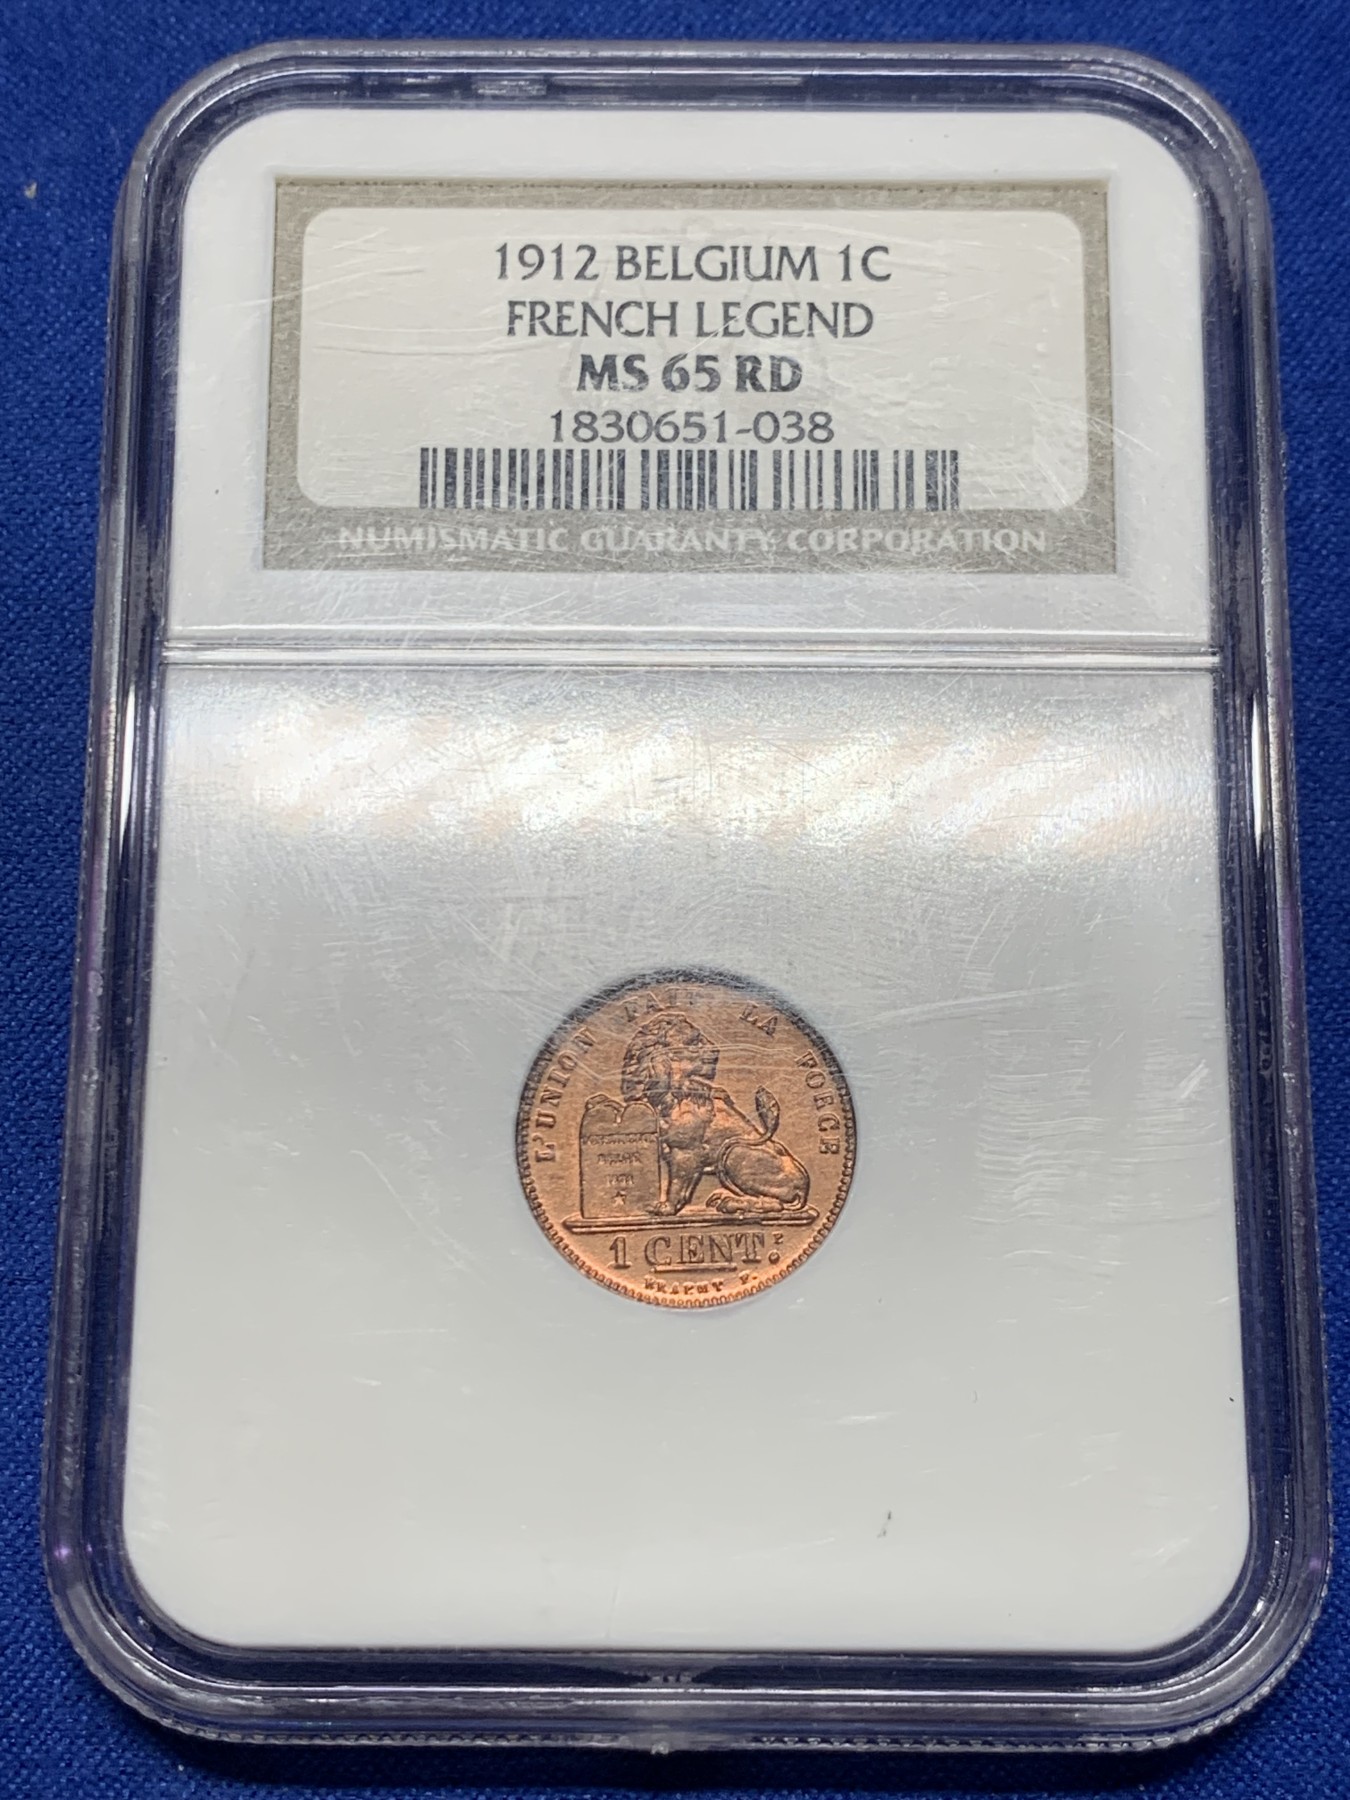 1912 BELGIUM 1C
FRENCH LEGEND
MS 65 RD
1830651-038
NUMISMATIC GUARANTY CORPORATION
L'UNION FAIT LA FORCE
1 CENT.